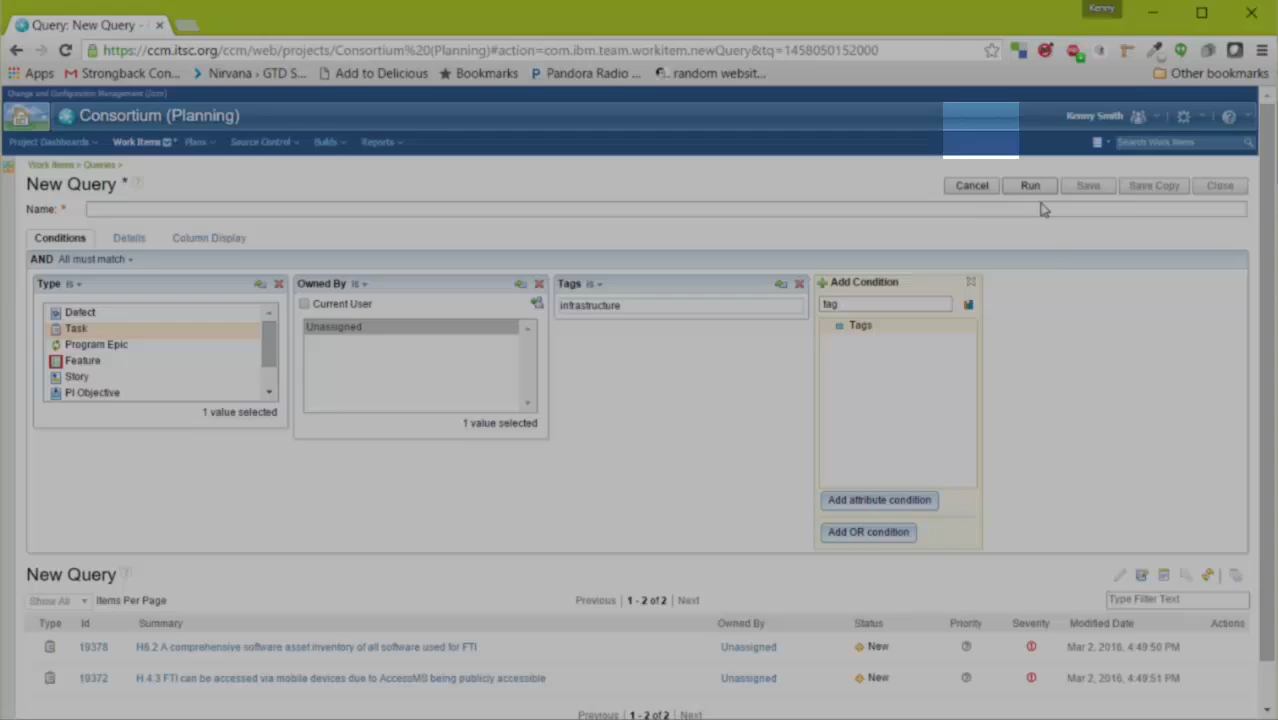 Kenny
Query: New Query -
https://ccm.itsc.org/ccm/web/projects/Consortium%20(Planning)#action=com.ibm.team.workitem.newQuery&tq=1458050152000
Apps Strongback Con... Nirvana › GTD S... Add to Delicious Bookmarks Pandora Radio ... random websit... Other bookmarks
Change and Configuration Management (/ccm)
Consortium (Planning) Kenny Smith
Project Dashboards Work Items Plans Source Control Builds Reports Search Work Items
Work Items > Queries >
New Query * Cancel Run Save Save Copy Close
Name: *
Conditions Details Column Display
AND All must match
Type is Owned By is Tags is Add Condition
Defect Current User infrastructure tag
Task Unassigned Tags
Program Epic
Feature
Story
PI Objective
1 value selected 1 value selected
Add attribute condition
Add OR condition
New Query
Show All Items Per Page Previous | 1 - 2 of 2 | Next Type Filter Text
Type Id Summary Owned By Status Priority Severity Modified Date Actions
19378 H6.2 A comprehensive software asset inventory of all software used for FTI Unassigned New Mar 2, 2016, 4:49:50 PM
19372 H.4.3 FTI can be accessed via mobile devices due to AccessMS being publicly accessible Unassigned New Mar 2, 2016, 4:49:51 PM
Previous | 1 - 2 of 2 | Next